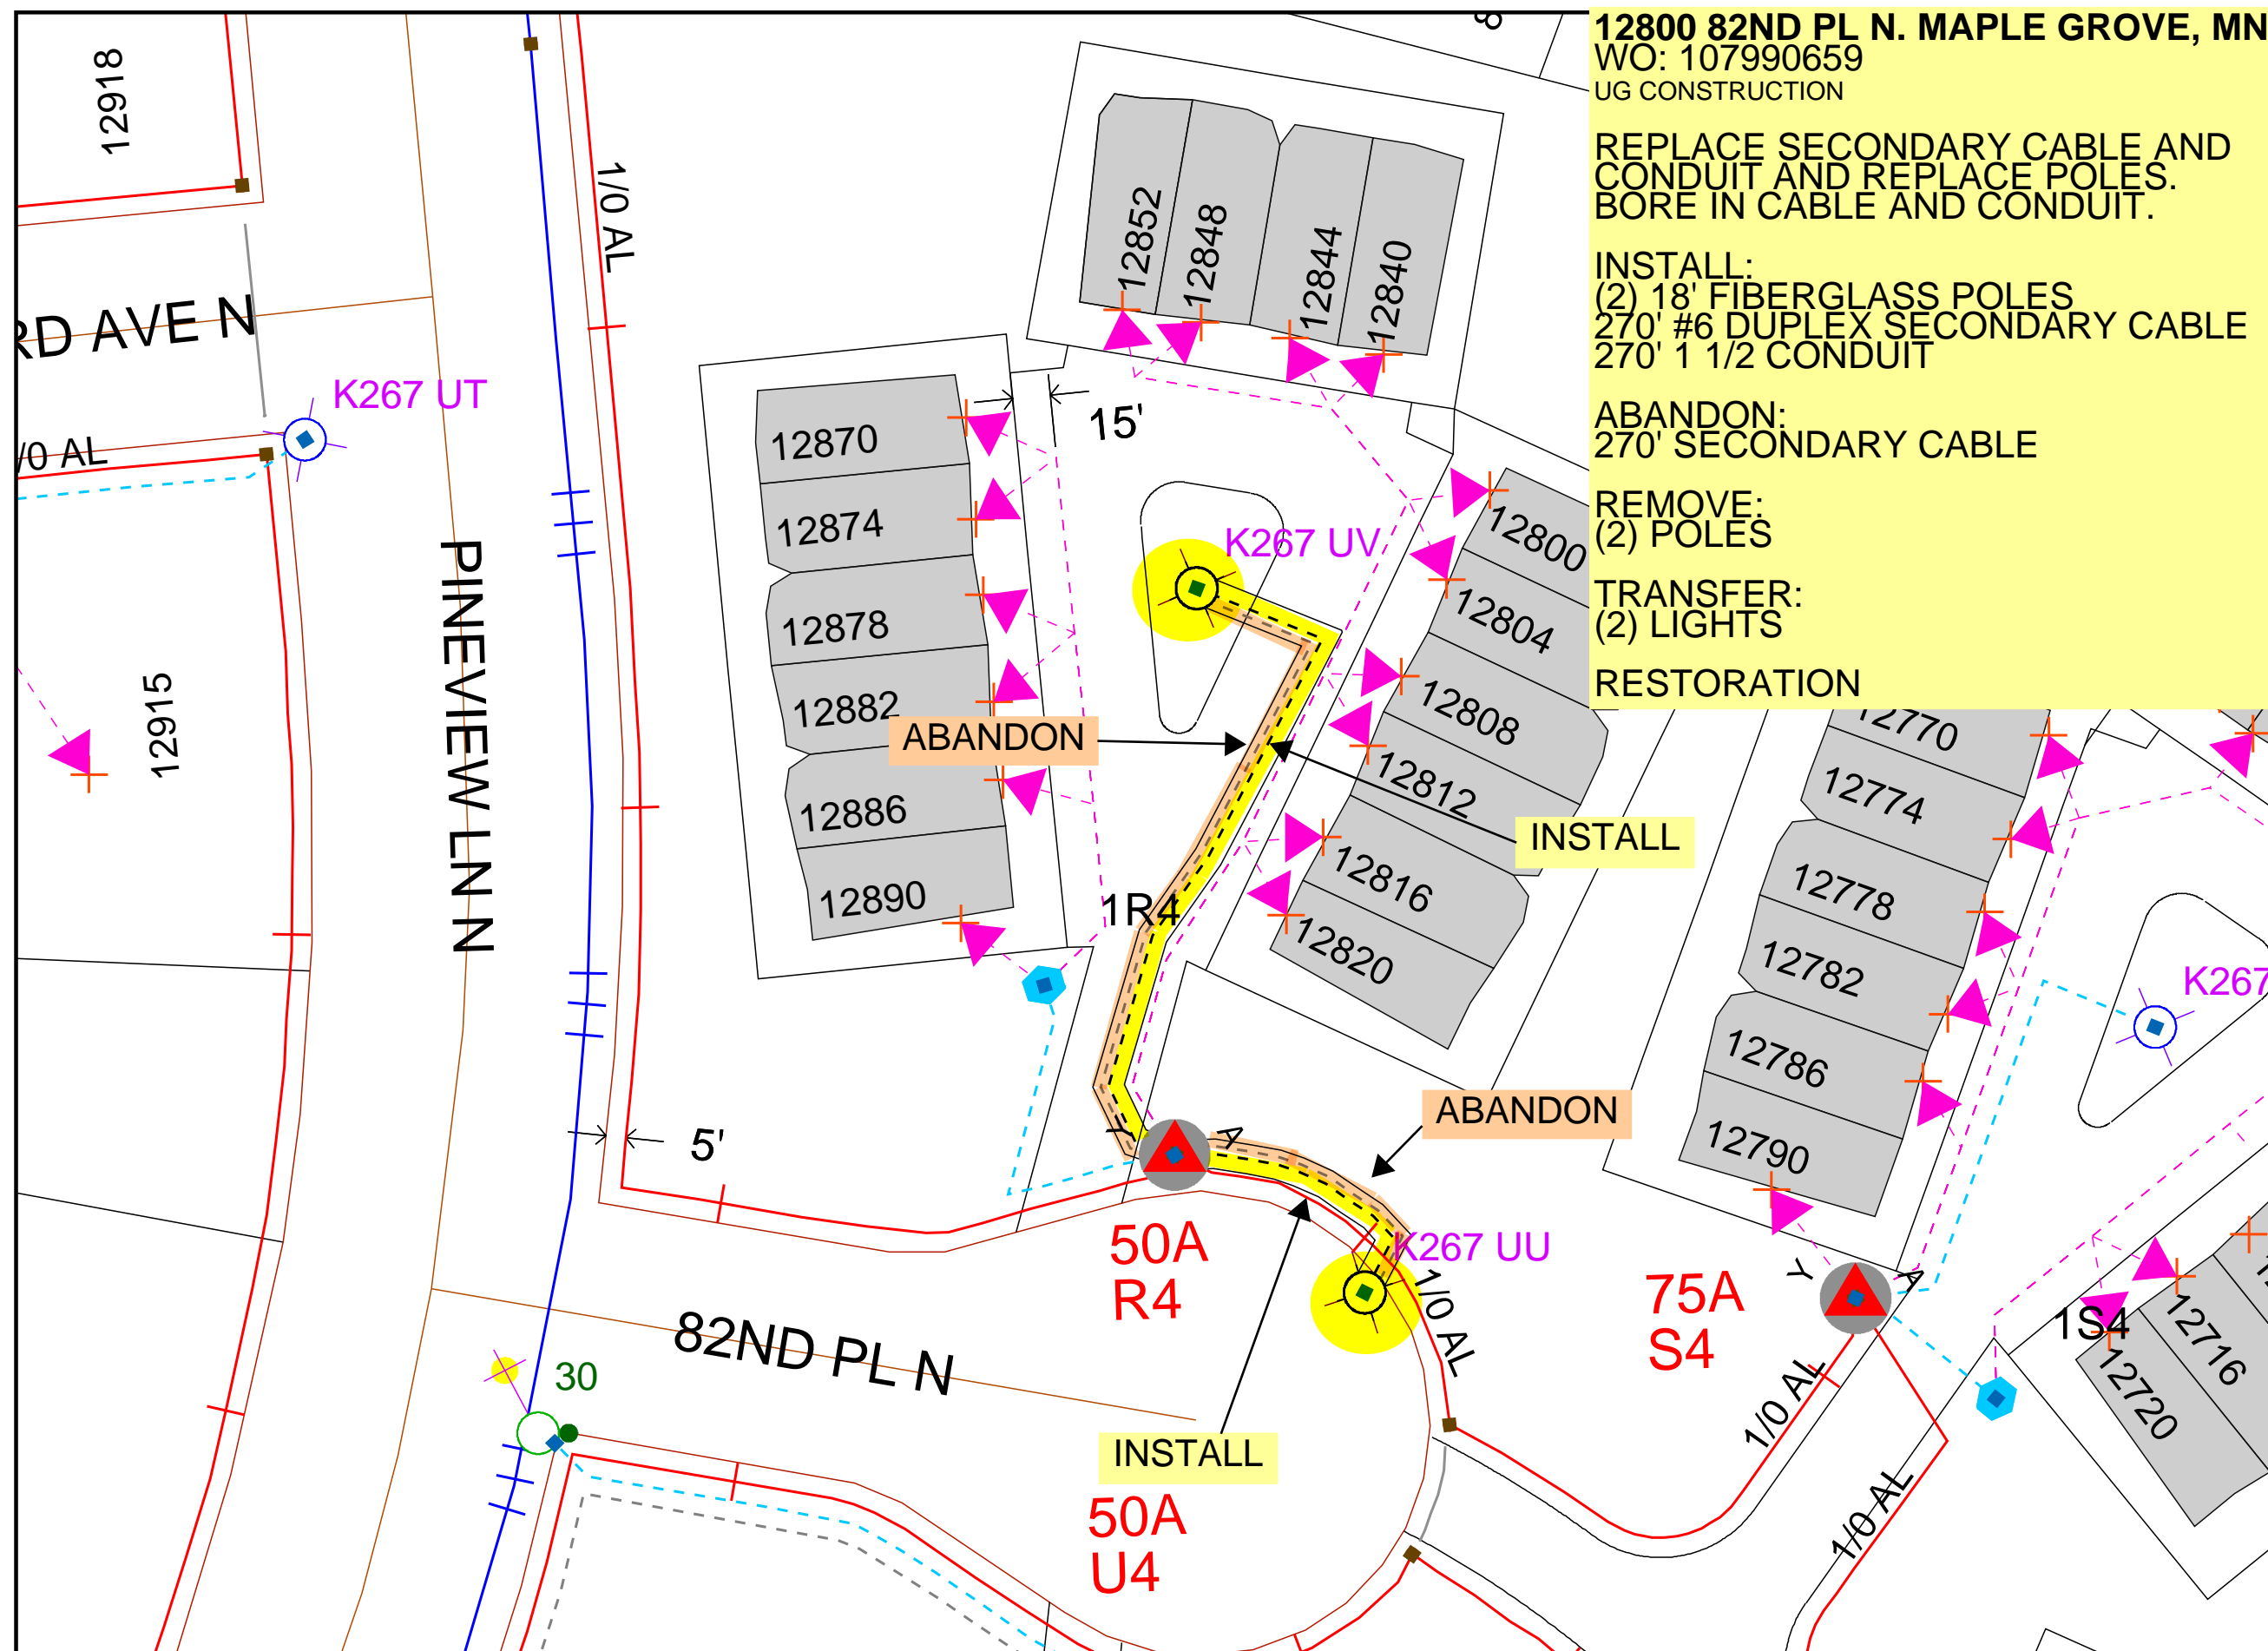 12800 82ND PL N. MAPLE GROVE, MN
WO: 107990659
UG CONSTRUCTION
REPLACE SECONDARY CABLE AND
CONDUIT AND REPLACE POLES.
BORE IN CABLE AND CONDUIT.
INSTALL:
(2) 18' FIBERGLASS POLES
270' #6 DUPLEX SECONDARY CABLE
270' 1 1/2 CONDUIT
ABANDON:
270' SECONDARY CABLE
REMOVE:
(2) POLES
TRANSFER:
(2) LIGHTS
RESTORATION
8
12918
1/0 AL
RD AVE N
K267 UT
/0 AL
12915
PINEVIEW LN N
12852
12848
12844
12840
15'
12870
12874
12878
12882
12886
12890
K267 UV
12800
12804
12808
12812
12816
12820
ABANDON
INSTALL
1R4
12770
12774
12778
12782
12786
12790
K267
ABANDON
Y
A
5'
50A
R4
K267 UU
1/0 AL
75A
S4
Y
A
1S4
12716
12720
82ND PL N
30
INSTALL
50A
U4
1/0 AL
1/0 AL